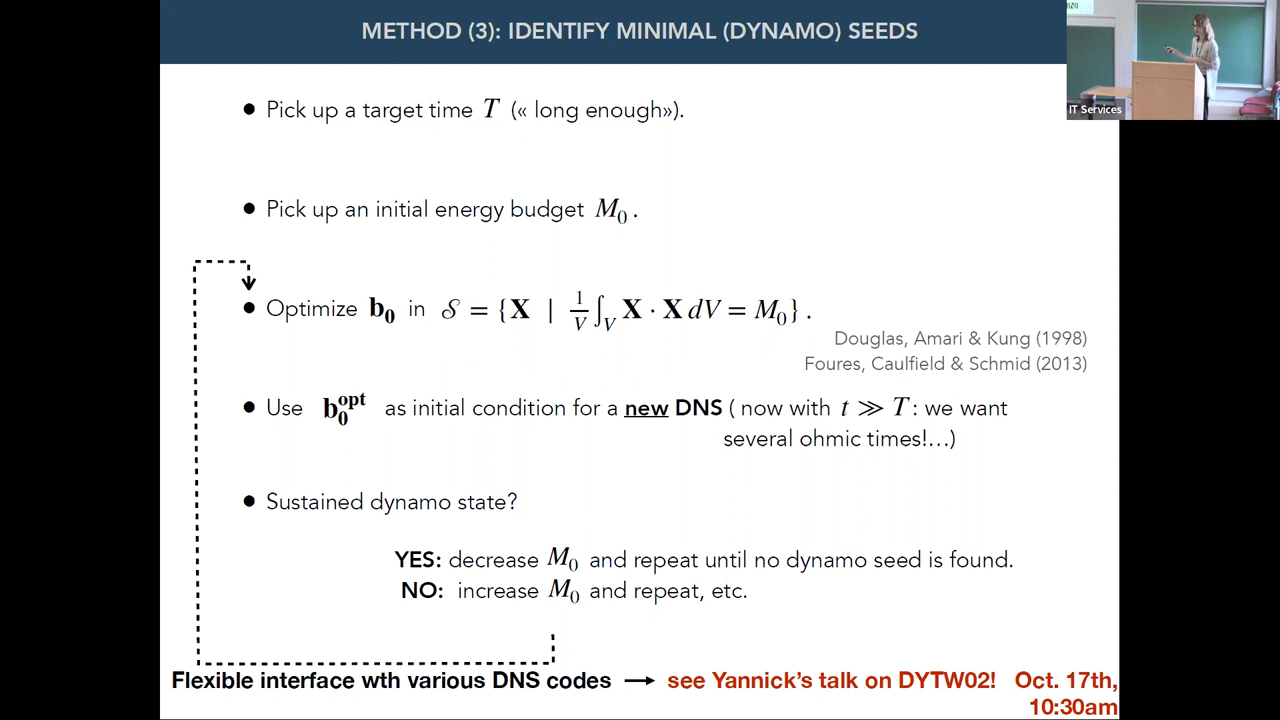 METHOD (3): IDENTIFY MINIMAL (DYNAMO) SEEDS
IT Services
● Pick up a target time T (« long enough»).
● Pick up an initial energy budget M₀ .
● Optimize b₀ in 𝒮 = {X | 1/V ∫_V X · X dV = M₀} .
Douglas, Amari & Kung (1998)
Foures, Caulfield & Schmid (2013)
● Use b₀^opt as initial condition for a new DNS ( now with t ≫ T : we want
several ohmic times!...)
● Sustained dynamo state?
YES: decrease M₀ and repeat until no dynamo seed is found.
NO: increase M₀ and repeat, etc.
Flexible interface wth various DNS codes → see Yannick's talk on DYTW02! Oct. 17th,
10:30am